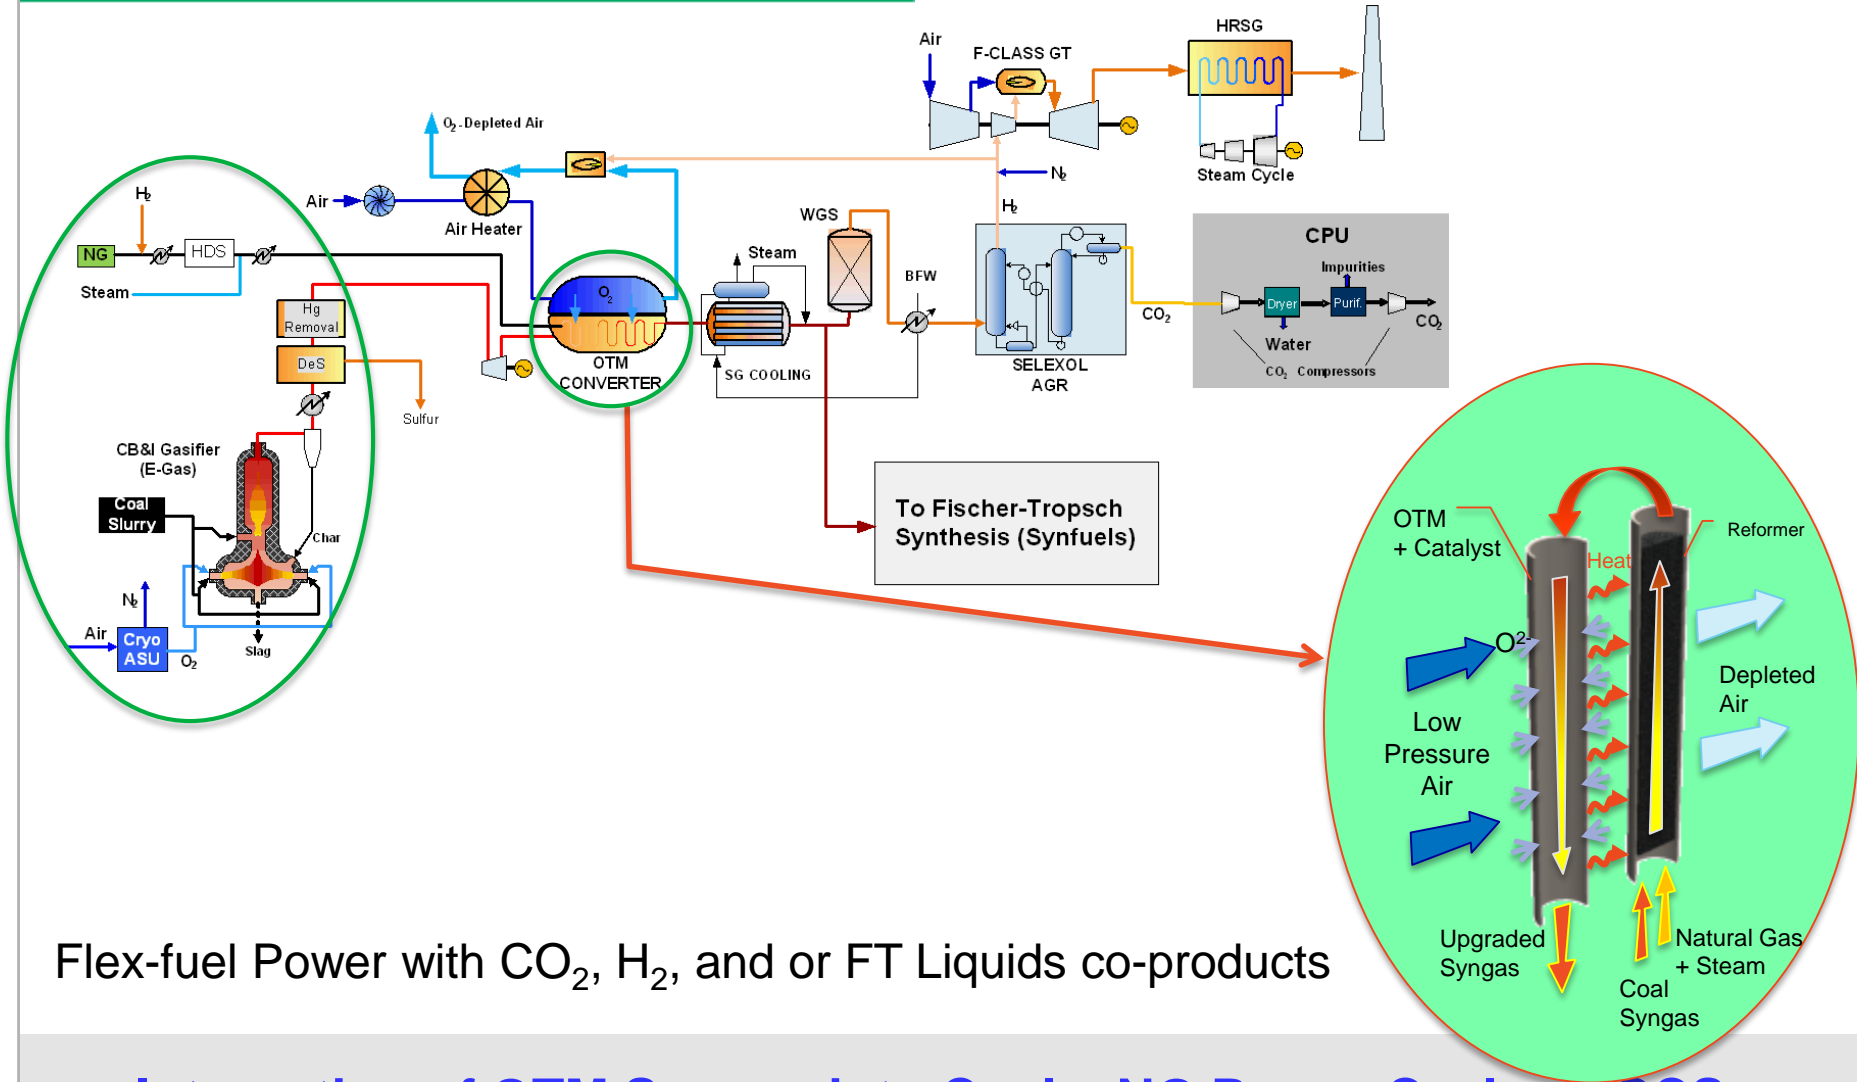 Air
F-CLASS GT
HRSG
O₂-Depleted Air
Air
Air Heater
N₂
H₂
Steam Cycle
H₂
NG
HDS
Steam
O₂
OTM
CONVERTER
Steam
SG COOLING
WGS
BFW
SELEXOL
AGR
CO₂
CPU
Impurities
Dryer
Purif.
Water
CO₂
CO₂ Compressors
Hg
Removal
DeS
Sulfur
CB&I Gasifier
(E-Gas)
Coal
Slurry
Char
N₂
Air
Cryo
ASU
O₂
Slag
To Fischer-Tropsch
Synthesis (Synfuels)
OTM
+ Catalyst
Reformer
Heat
O²⁻
Low
Pressure
Air
Depleted
Air
Upgraded
Syngas
Natural Gas
+ Steam
Coal
Syngas
Flex-fuel Power with CO₂, H₂, and or FT Liquids co-products